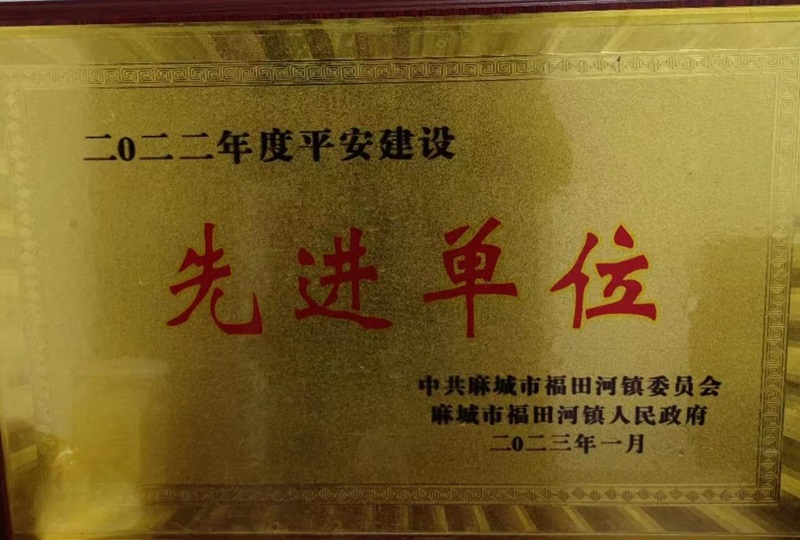 二0二二年度平安建设
先进单位
中共麻城市福田河镇委员会
麻城市福田河镇人民政府
二0二三年一月